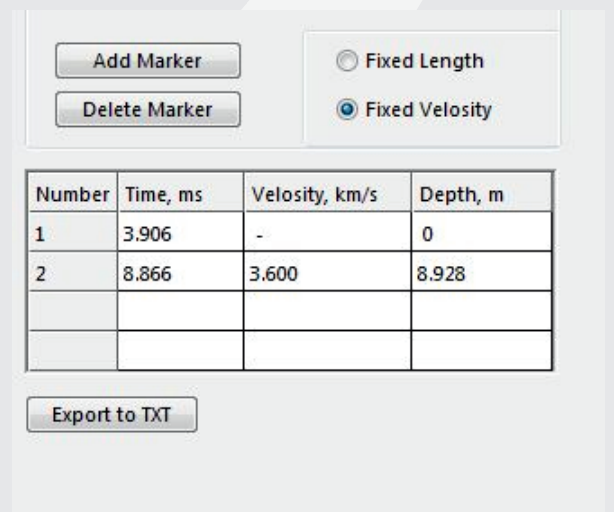 Add Marker
Fixed Length
Delete Marker
Fixed Velosity
Number Time, ms Velosity, km/s Depth, m
1 3.906 - 0
2 8.866 3.600 8.928
Export to TXT